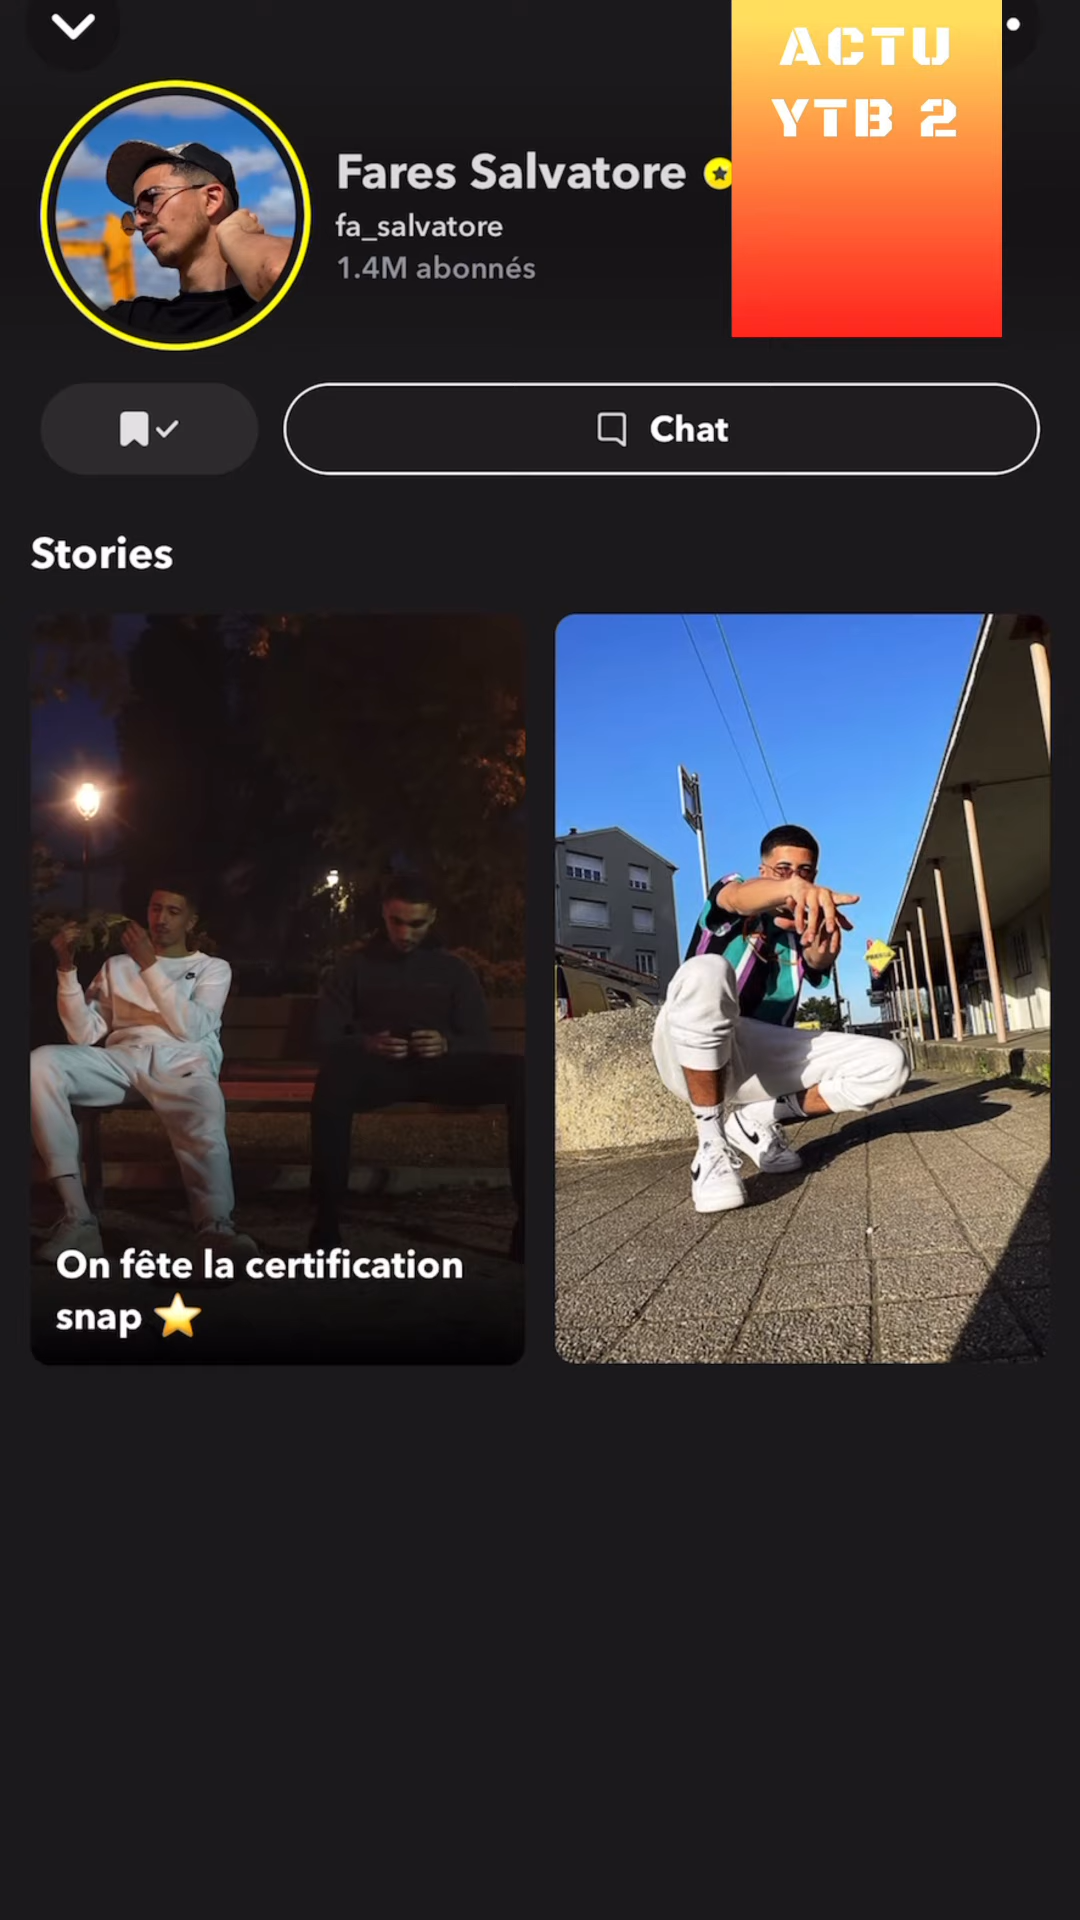 ACTU
YTB 2
Fares Salvatore
fa_salvatore
1.4M abonnés
Chat
Stories
On fête la certification
snap ⭐